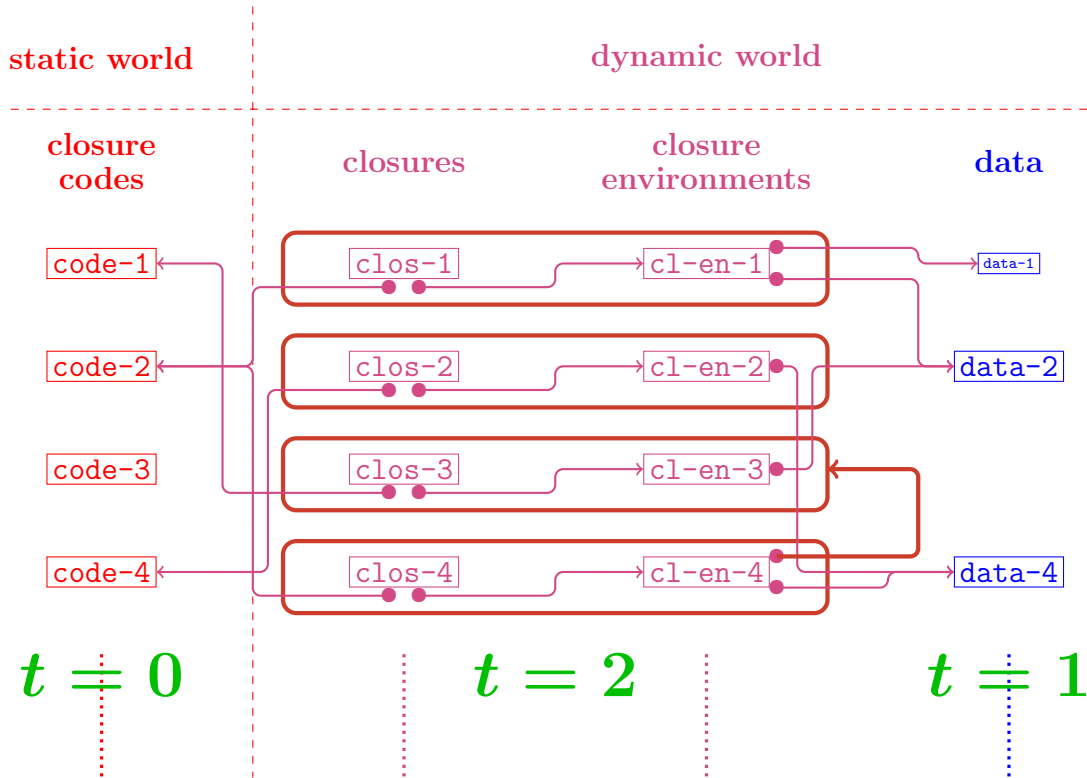 static world
dynamic world
closure
codes
closures
closure
environments
data
code-1
clos-1
cl-en-1
data-1
code-2
clos-2
cl-en-2
data-2
code-3
clos-3
cl-en-3
code-4
clos-4
cl-en-4
data-4
t = 0
t = 2
t = 1